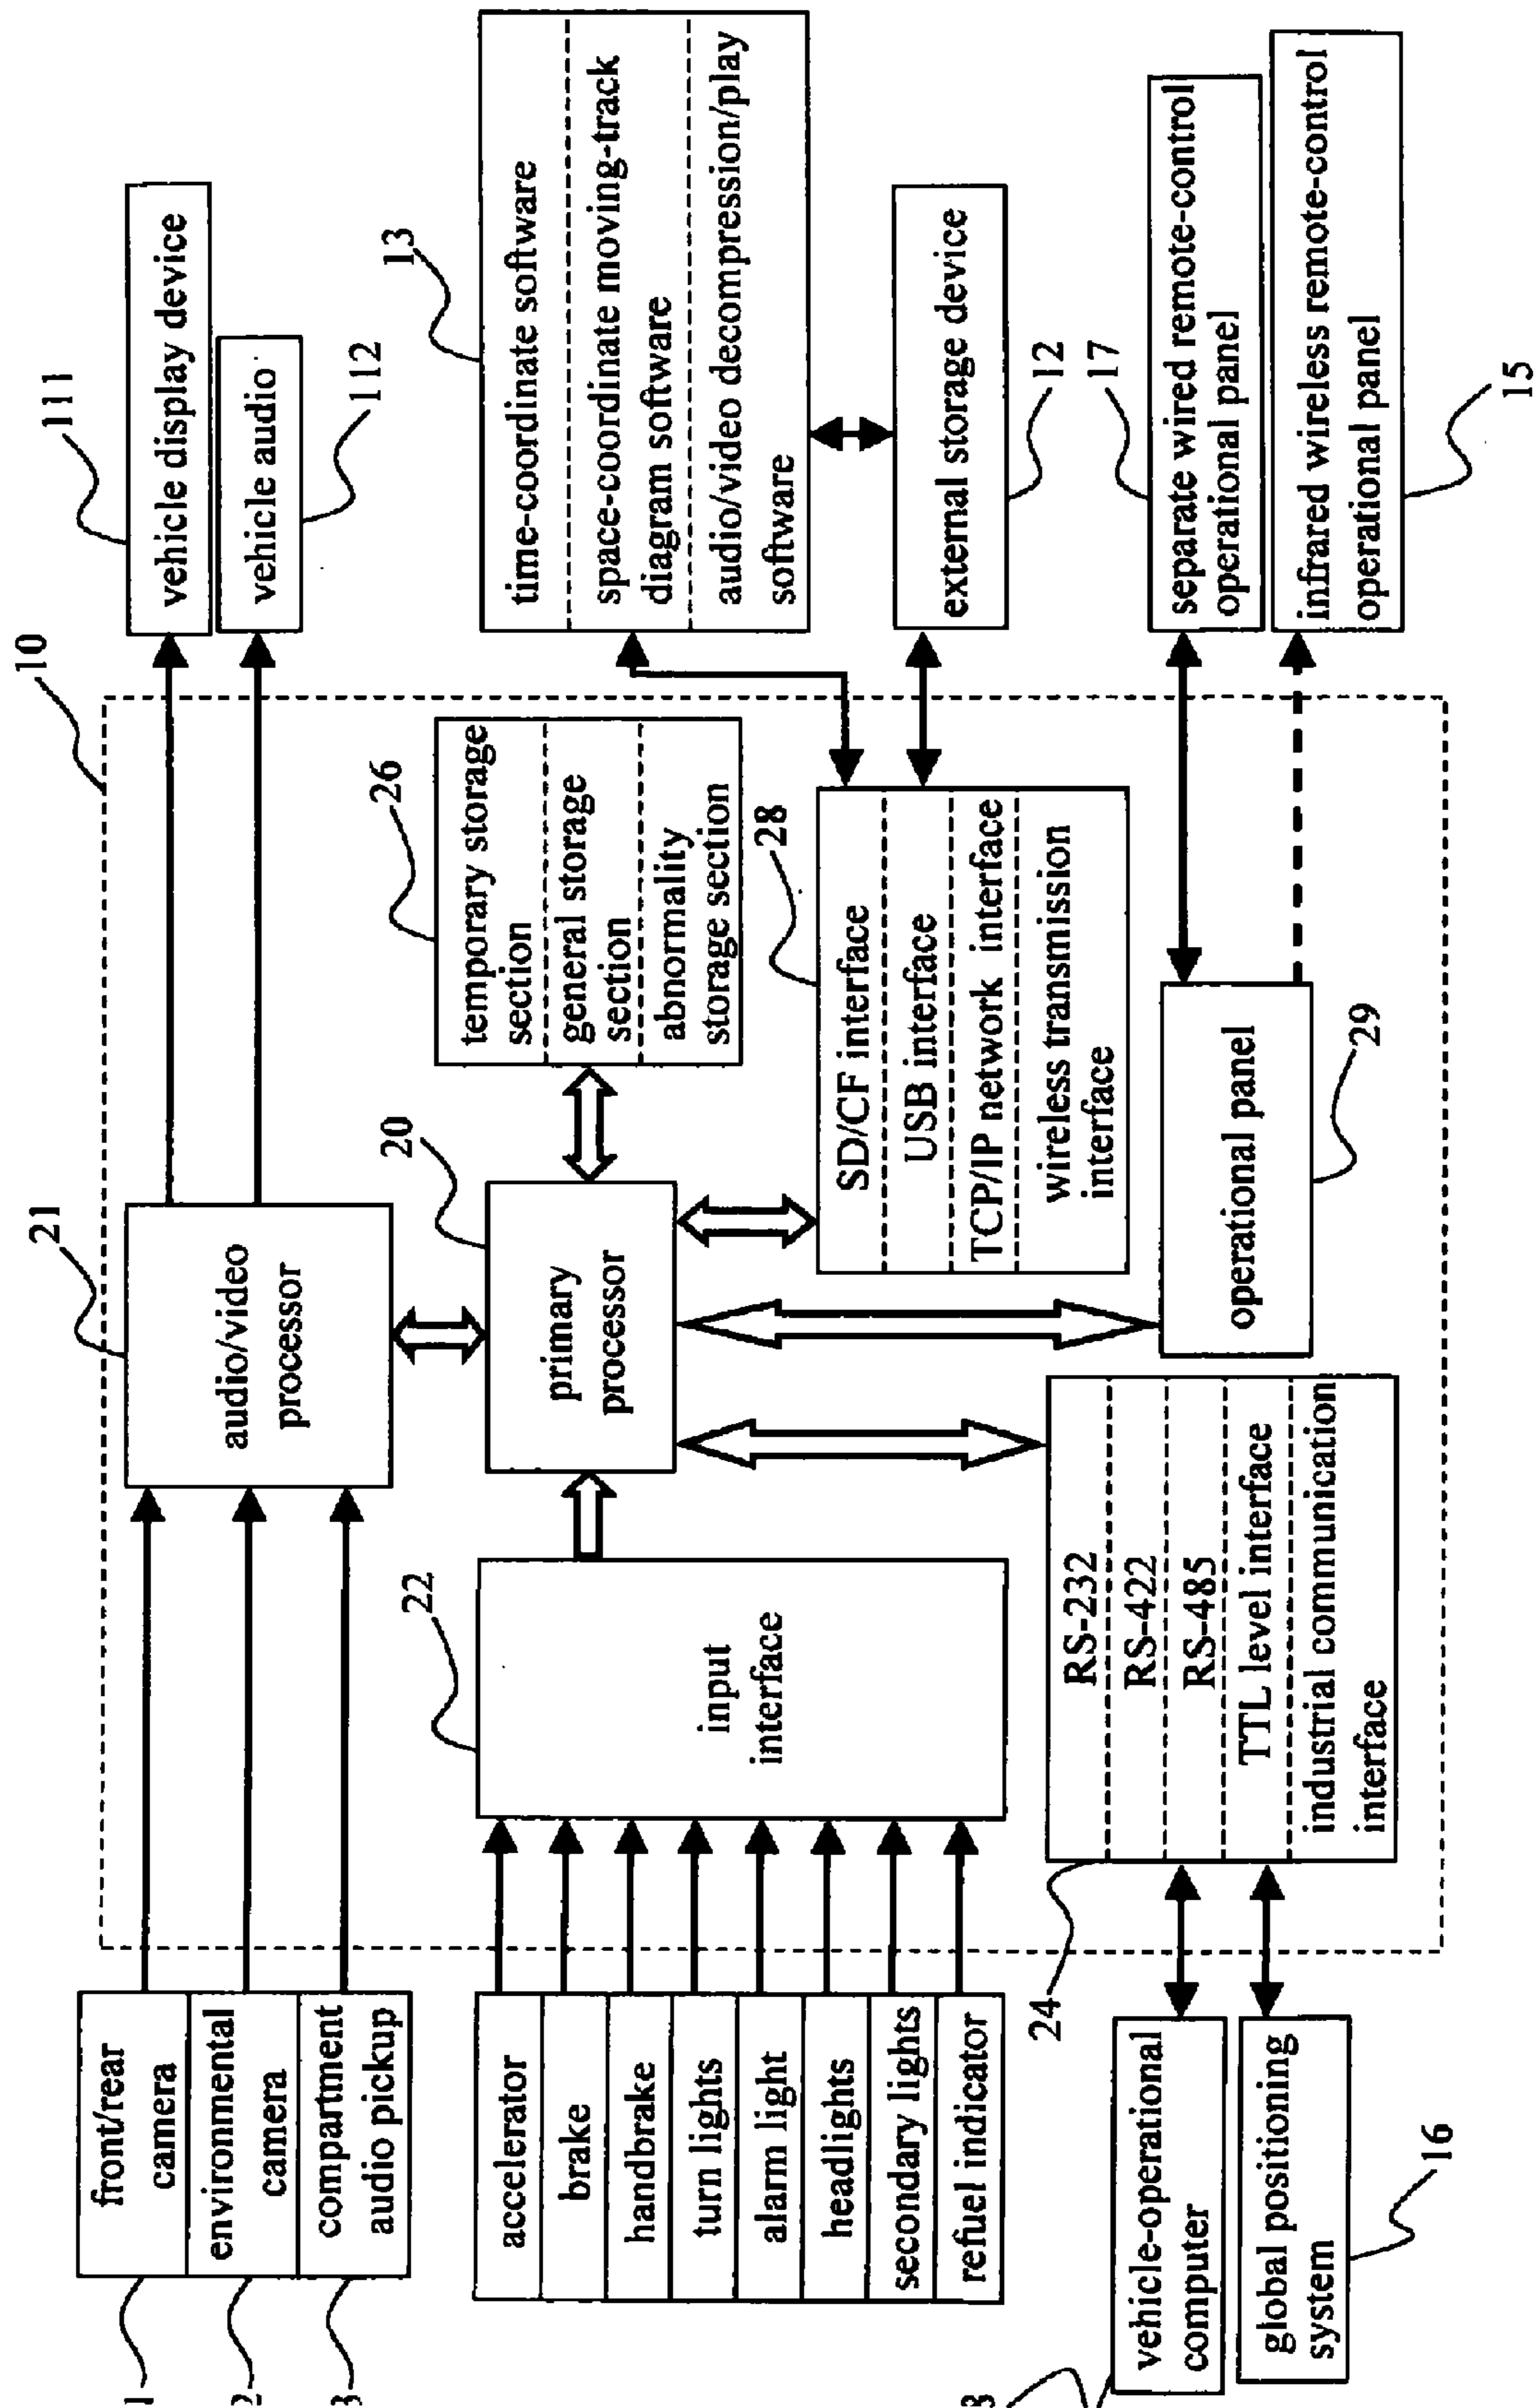 10
111
vehicle display device
vehicle audio
112
21
audio/video
processor
front/rear
camera
environmental
camera
compartment
audio pickup
1
2
3
13
time-coordinate software
space-coordinate moving-track
diagram software
audio/video decompression/play
software
26
temporary storage
section
general storage
section
abnormality
storage section
20
primary
processor
22
input
interface
accelerator
brake
handbrake
turn lights
alarm light
headlights
secondary lights
refuel indicator
28
SD/CF interface
USB interface
TCP/IP network interface
wireless transmission
interface
external storage device
12
24
RS-232
RS-422
RS-485
TTL level interface
industrial communication
interface
operational panel
29
17
separate wired remote-control
operational panel
infrared wireless remote-control
operational panel
15
vehicle-operational
computer
global positioning
system
16